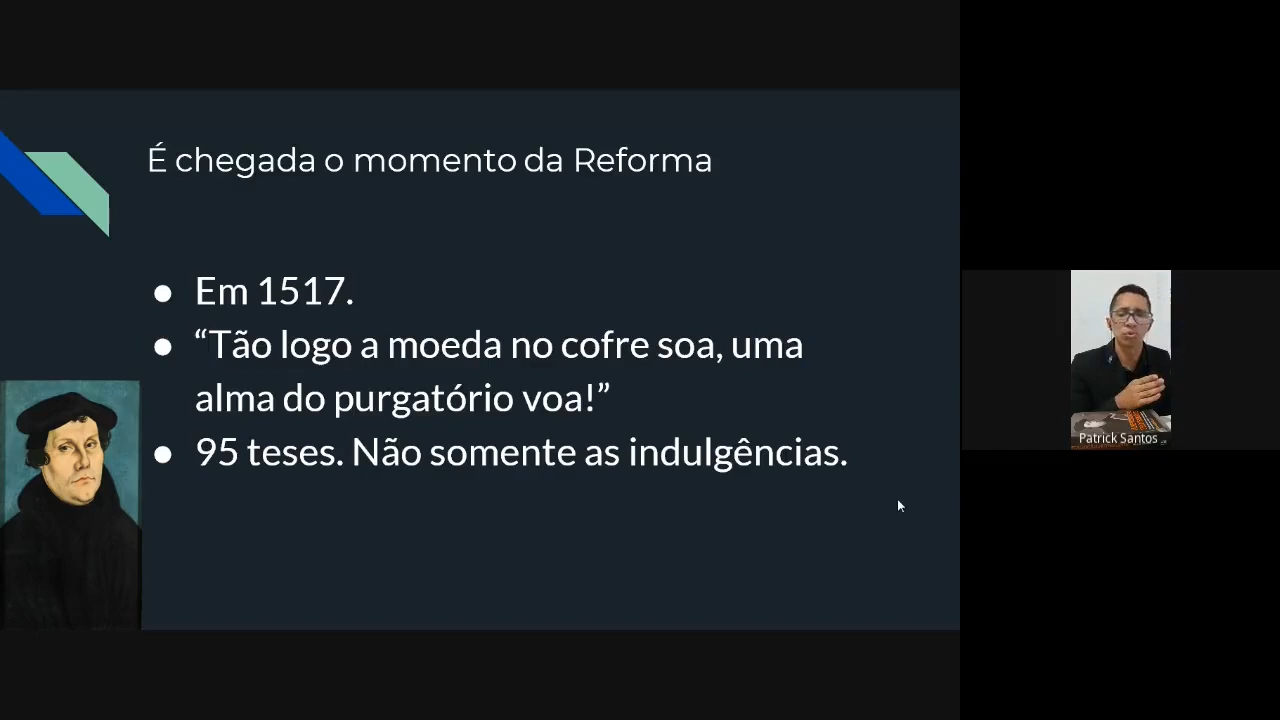 É chegada o momento da Reforma
● Em 1517.
● “Tão logo a moeda no cofre soa, uma
alma do purgatório voa!”
● 95 teses. Não somente as indulgências.
Patrick Santos